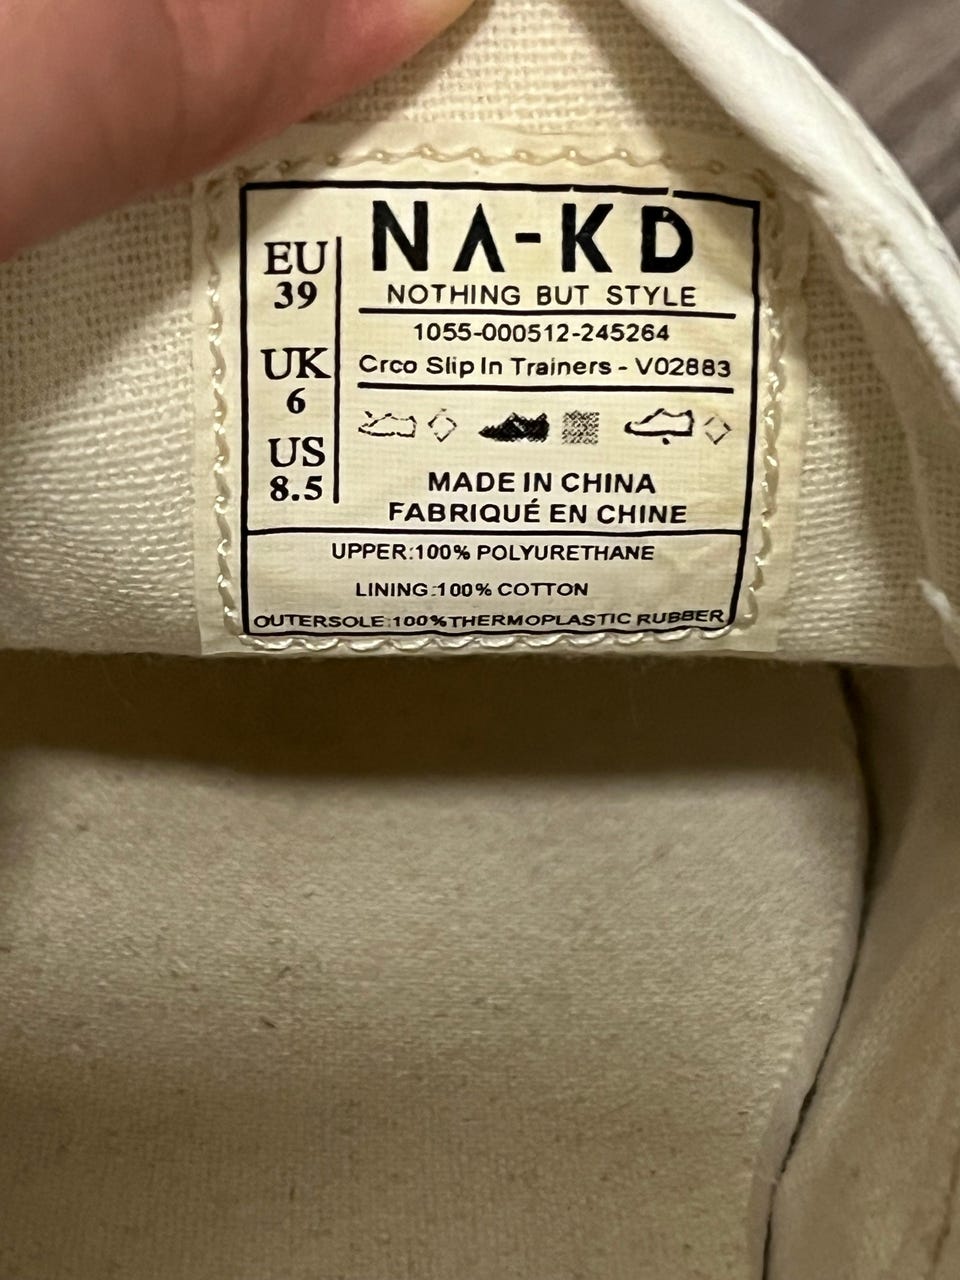 EU
39
UK
6
US
8.5
NA-KD
NOTHING BUT STYLE
1055-000512-245264
Crco Slip In Trainers - V02883
MADE IN CHINA
FABRIQUÉ EN CHINE
UPPER:100% POLYURETHANE
LINING:100% COTTON
OUTERSOLE:100%THERMOPLASTIC RUBBER